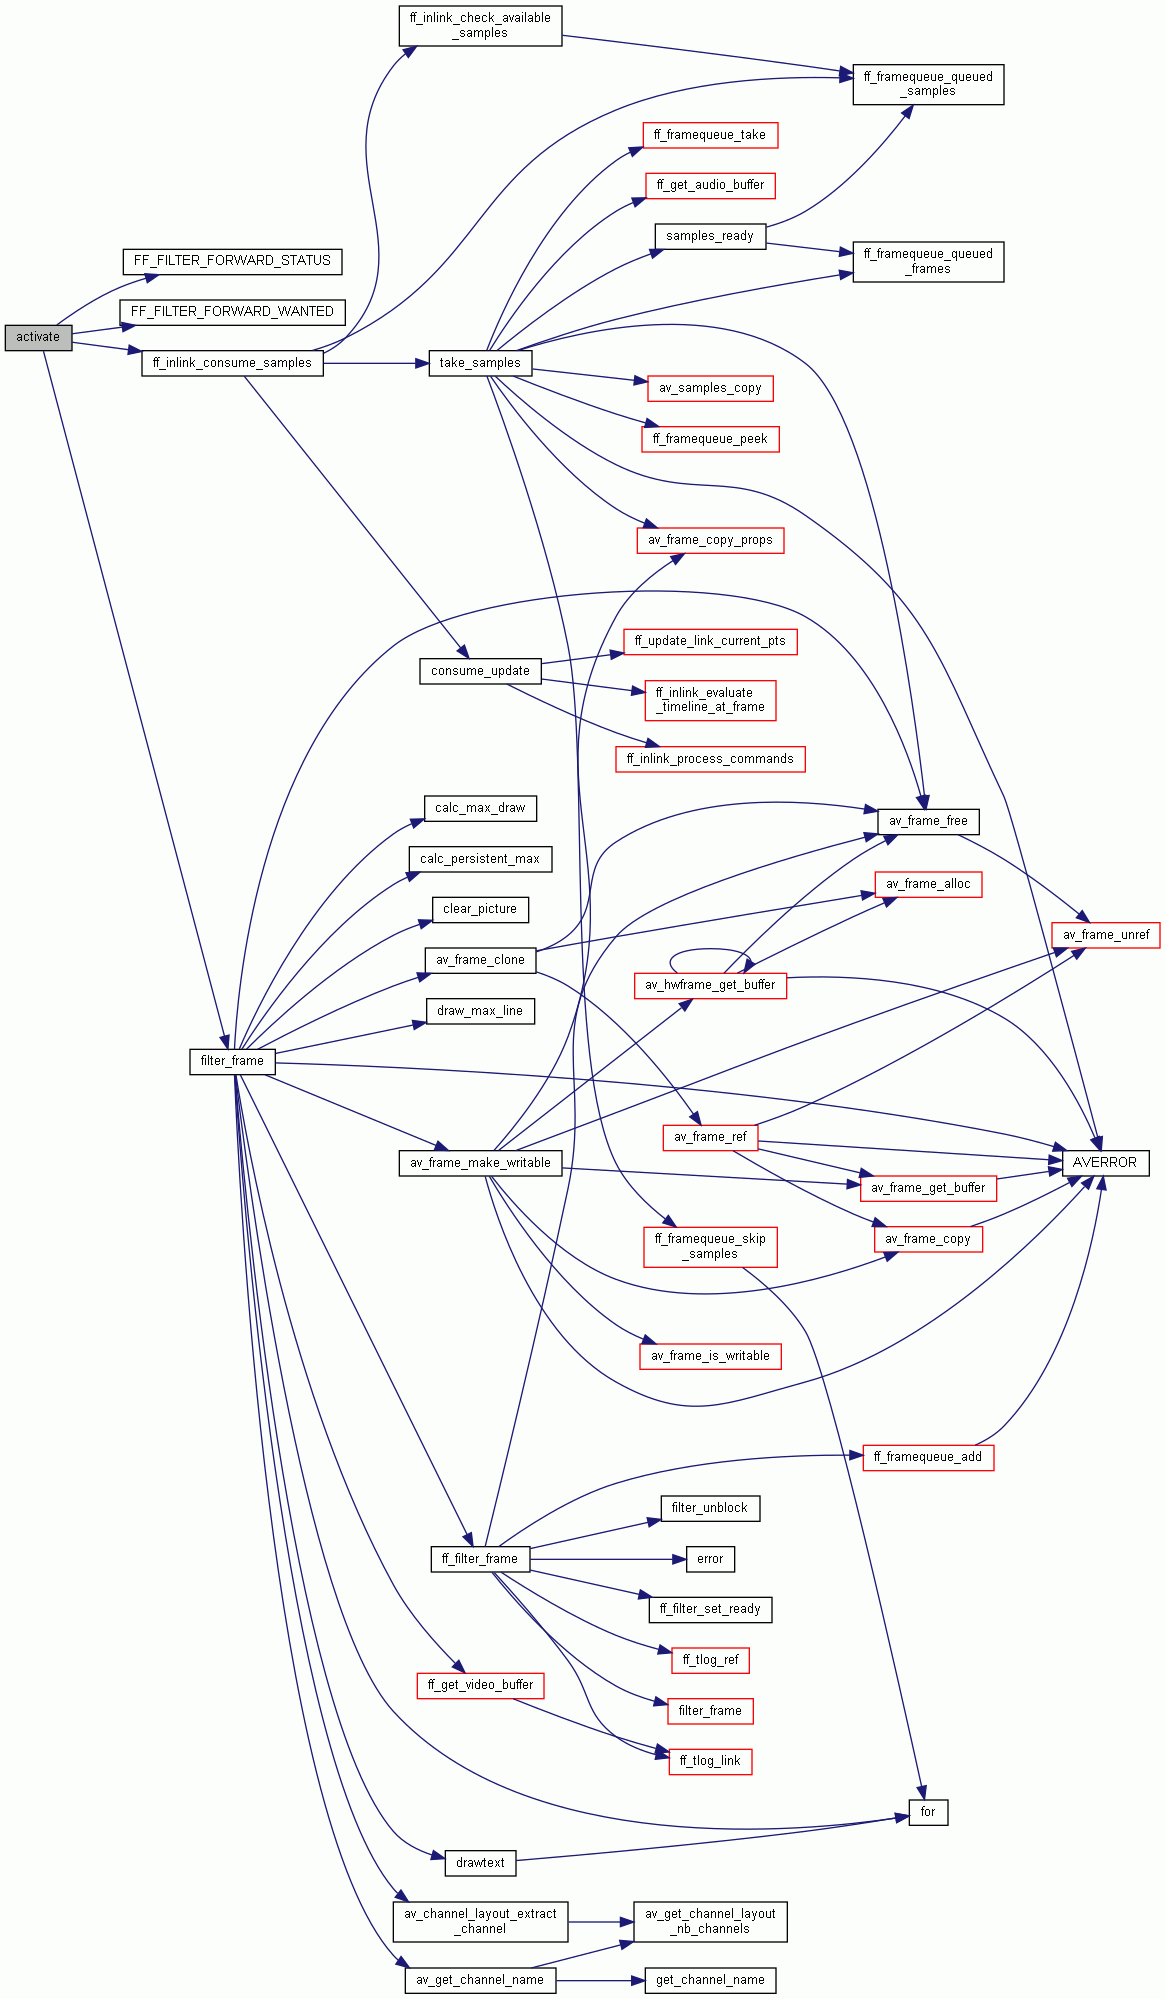 ff_inlink_check_available
_samples
ff_framequeue_queued
_samples
ff_framequeue_take
ff_get_audio_buffer
samples_ready
ff_framequeue_queued
_frames
FF_FILTER_FORWARD_STATUS
FF_FILTER_FORWARD_WANTED
activate
ff_inlink_consume_samples
take_samples
av_samples_copy
ff_framequeue_peek
av_frame_copy_props
ff_update_link_current_pts
consume_update
ff_inlink_evaluate
_timeline_at_frame
ff_inlink_process_commands
calc_max_draw
av_frame_free
calc_persistent_max
av_frame_alloc
clear_picture
av_frame_unref
av_frame_clone
av_hwframe_get_buffer
draw_max_line
filter_frame
av_frame_ref
av_frame_make_writable
AVERROR
av_frame_get_buffer
av_frame_copy
ff_framequeue_skip
_samples
av_frame_is_writable
ff_framequeue_add
filter_unblock
ff_filter_frame
error
ff_filter_set_ready
ff_tlog_ref
ff_get_video_buffer
filter_frame
ff_tlog_link
for
drawtext
av_channel_layout_extract
_channel
av_get_channel_layout
_nb_channels
av_get_channel_name
get_channel_name